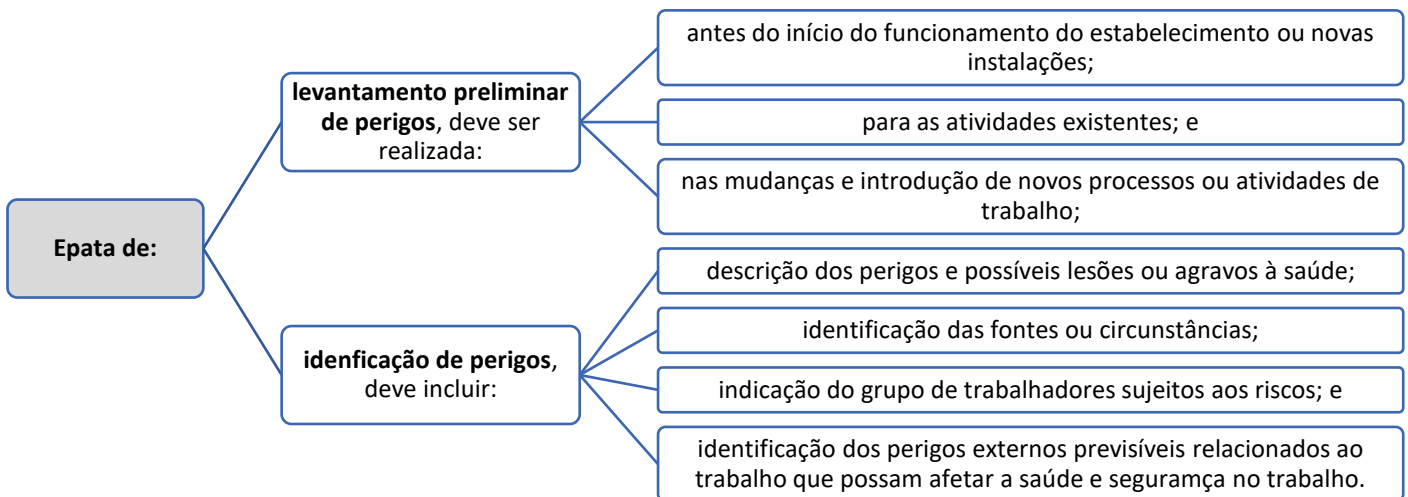 Epata de:
levantamento preliminar
de perigos, deve ser
realizada:
antes do início do funcionamento do estabelecimento ou novas
instalações;
para as atividades existentes; e
nas mudanças e introdução de novos processos ou atividades de
trabalho;
idenficação de perigos,
deve incluir:
descrição dos perigos e possíveis lesões ou agravos à saúde;
identificação das fontes ou circunstâncias;
indicação do grupo de trabalhadores sujeitos aos riscos; e
identificação dos perigos externos previsíveis relacionados ao
trabalho que possam afetar a saúde e seguramça no trabalho.